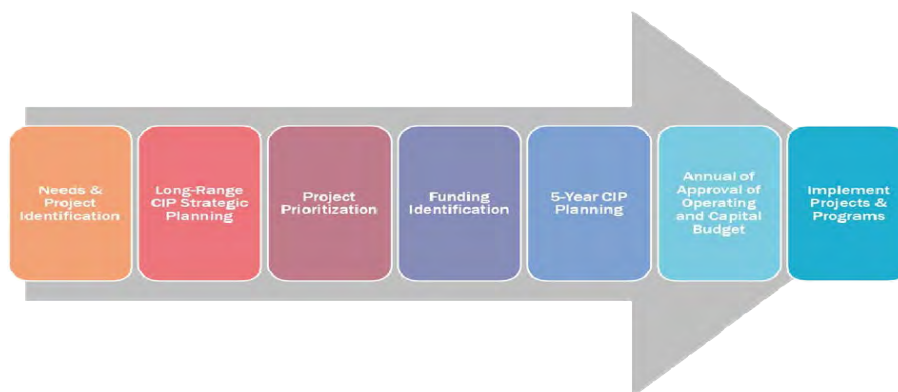 Needs &
Project
Identification
Long-Range
CIP Strategic
Planning
Project
Prioritization
Funding
Identification
5-Year CIP
Planning
Annual of
Approval of
Operating
and Capital
Budget
Implement
Projects &
Programs